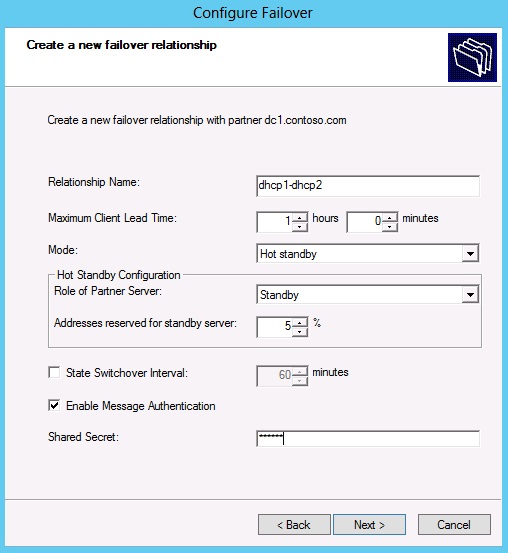 Configure Failover
Create a new failover relationship
Create a new failover relationship with partner dc1.contoso.com
Relationship Name: dhcp1-dhcp2
Maximum Client Lead Time: 1 hours 0 minutes
Mode: Hot standby
Hot Standby Configuration
Role of Partner Server: Standby
Addresses reserved for standby server: 5 %
State Switchover Interval: 60 minutes
Enable Message Authentication
Shared Secret: ******
< Back Next > Cancel